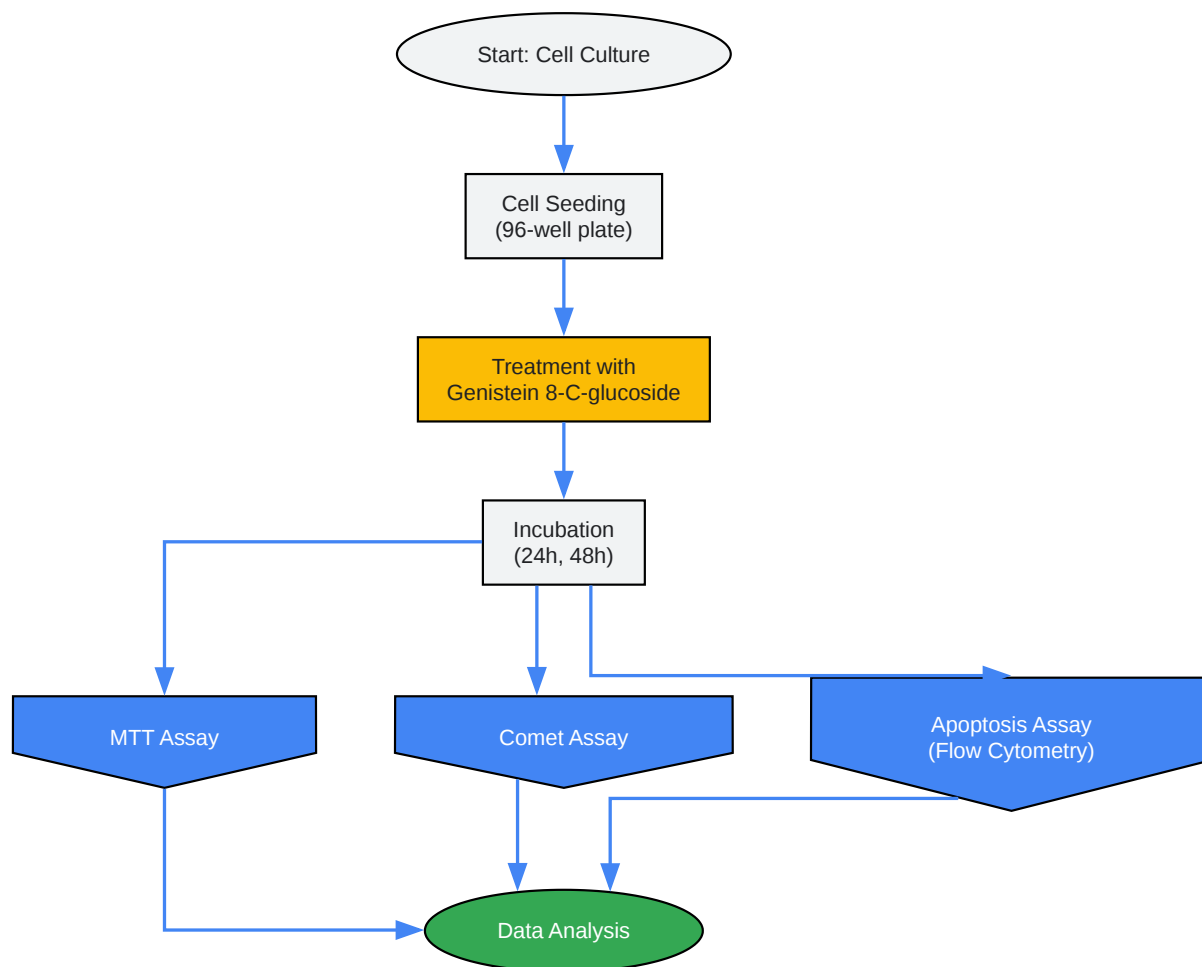 Start: Cell Culture
Cell Seeding
(96-well plate)
Treatment with
Genistein 8-C-glucoside
Incubation
(24h, 48h)
MTT Assay
Comet Assay
Apoptosis Assay
(Flow Cytometry)
Data Analysis